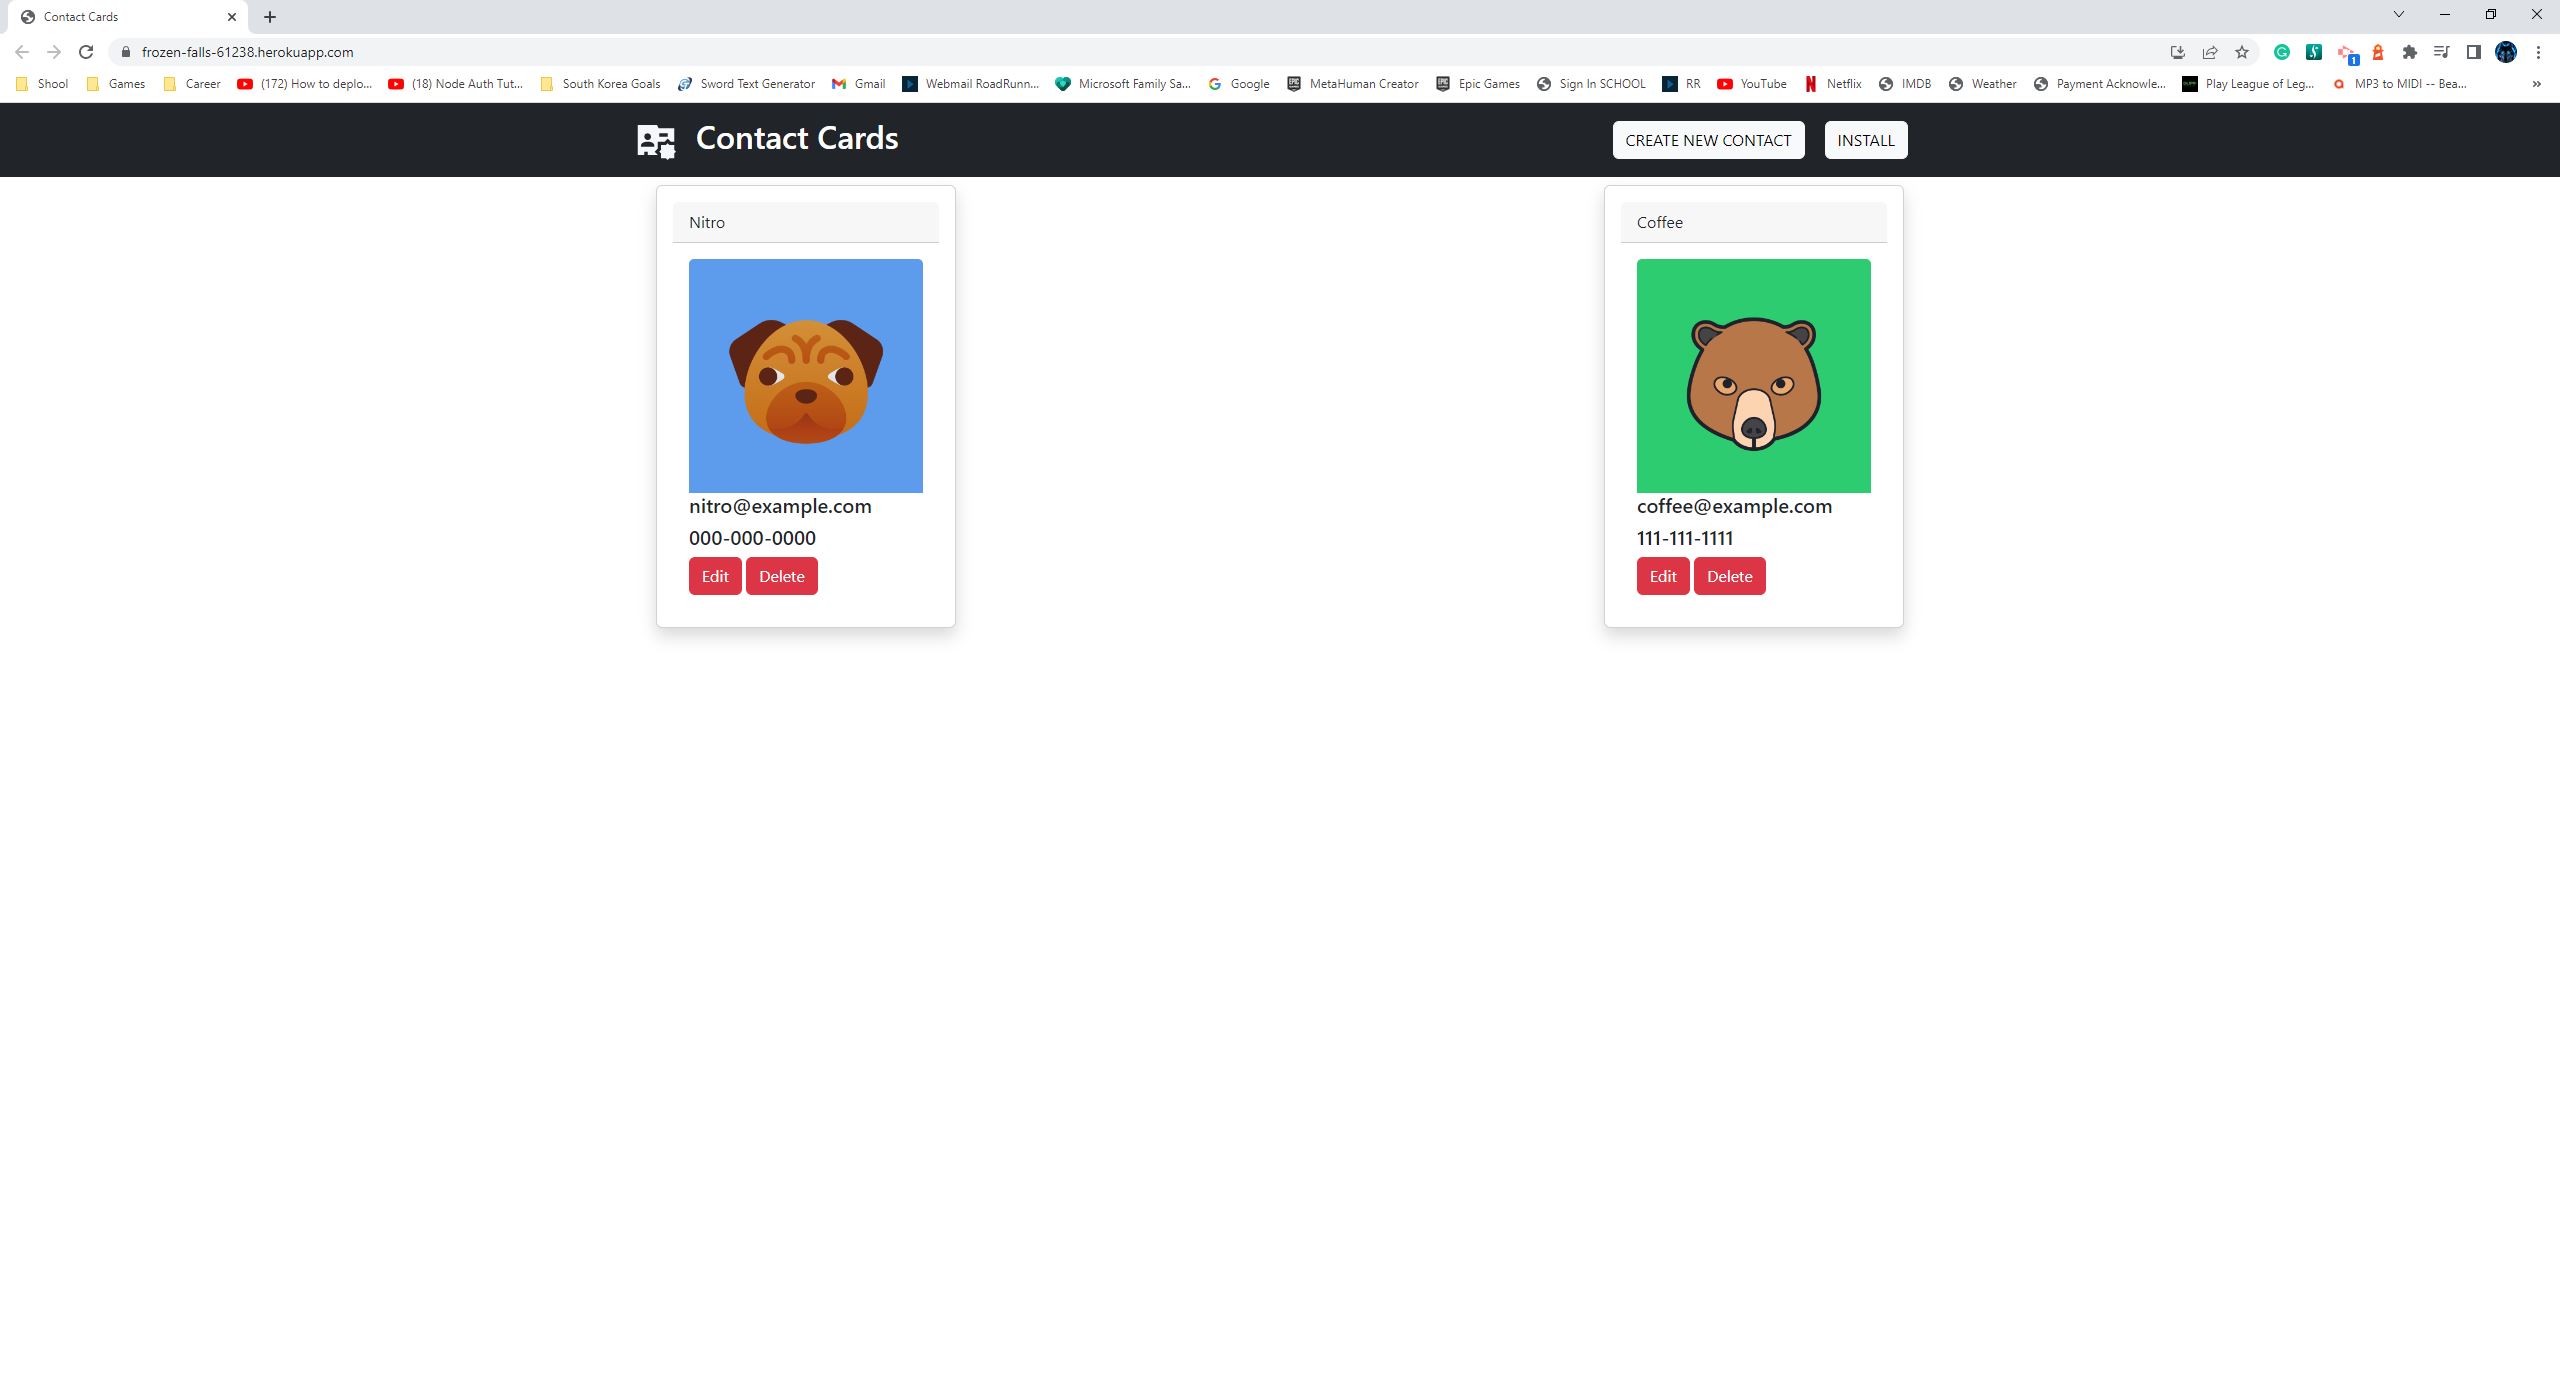 Contact Cards
frozen-falls-61238.herokuapp.com
1
Shool Games Career (172) How to deplo... (18) Node Auth Tut... South Korea Goals Sword Text Generator Gmail Webmail RoadRunn... Microsoft Family Sa... Google MetaHuman Creator Epic Games Sign In SCHOOL RR YouTube Netflix IMDB Weather Payment Acknowle... Play League of Leg... MP3 to MIDI -- Bea... »
Contact Cards CREATE NEW CONTACT INSTALL
Nitro
nitro@example.com
000-000-0000
Edit Delete
Coffee
coffee@example.com
111-111-1111
Edit Delete